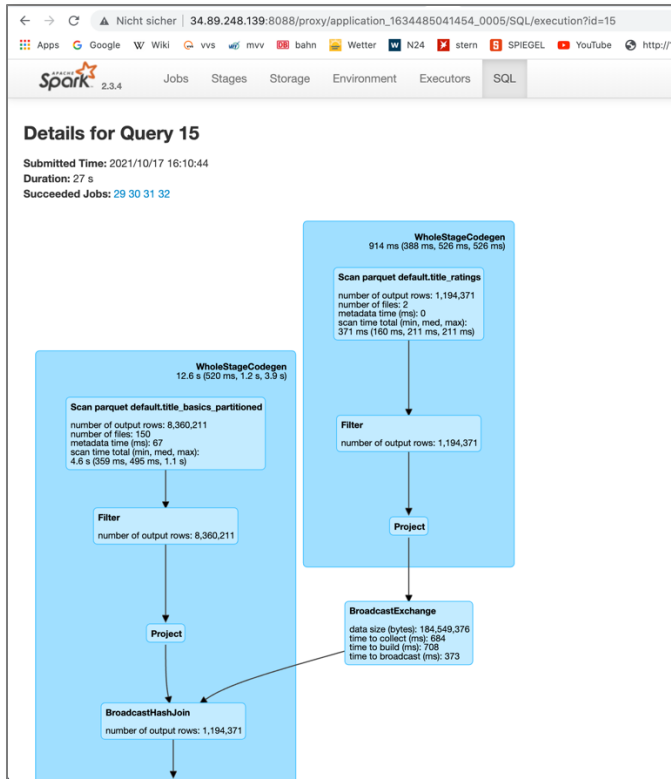 Nicht sicher | 34.89.248.139:8088/proxy/application_1634485041454_0005/SQL/execution?id=15
Apps Google Wiki vvs mvv bahn Wetter N24 stern SPIEGEL YouTube http://
APACHE Spark 2.3.4 Jobs Stages Storage Environment Executors SQL
Details for Query 15
Submitted Time: 2021/10/17 16:10:44
Duration: 27 s
Succeeded Jobs: 29 30 31 32
WholeStageCodegen
914 ms (388 ms, 526 ms, 526 ms)
Scan parquet default.title_ratings
number of output rows: 1,194,371
number of files: 2
metadata time (ms): 0
scan time total (min, med, max):
371 ms (160 ms, 211 ms, 211 ms)
Filter
number of output rows: 1,194,371
Project
BroadcastExchange
data size (bytes): 184,549,376
time to collect (ms): 684
time to build (ms): 708
time to broadcast (ms): 373
WholeStageCodegen
12.6 s (520 ms, 1.2 s, 3.9 s)
Scan parquet default.title_basics_partitioned
number of output rows: 8,360,211
number of files: 150
metadata time (ms): 67
scan time total (min, med, max):
4.6 s (359 ms, 495 ms, 1.1 s)
Filter
number of output rows: 8,360,211
Project
BroadcastHashJoin
number of output rows: 1,194,371